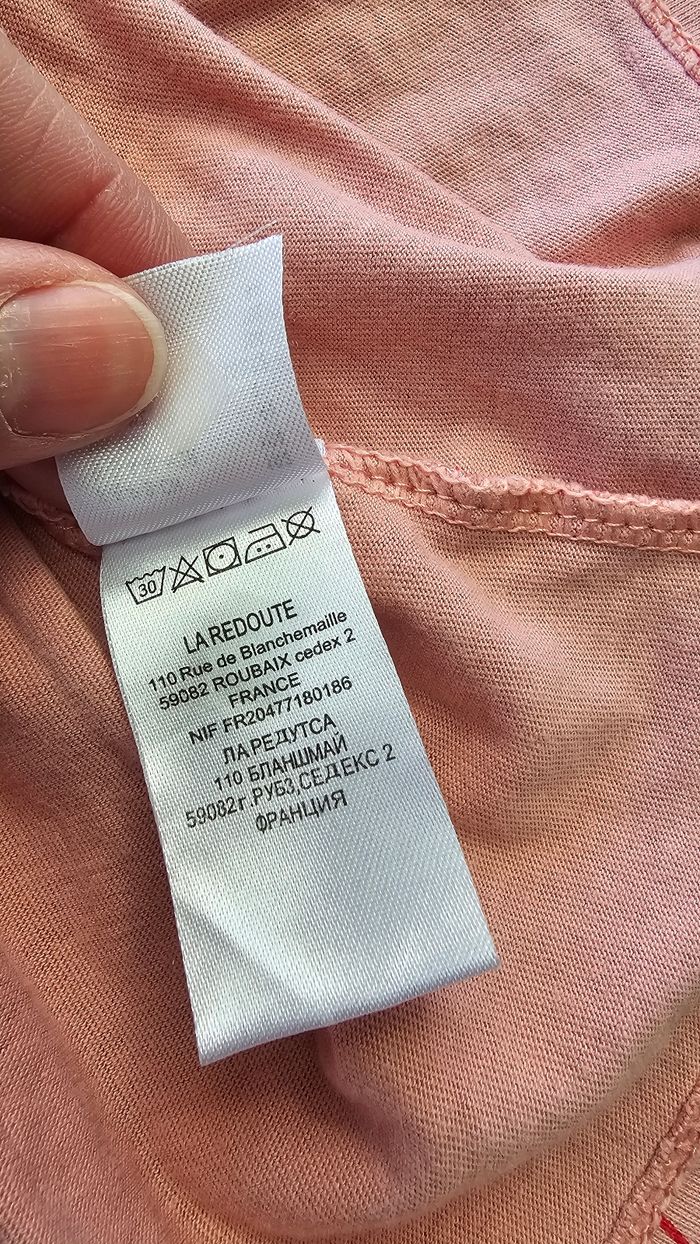 30
LA REDOUTE
110 Rue de Blanchemaille
59082 ROUBAIX cedex 2
FRANCE
NIF FR20477180186
ЛА РЕДУТСА
110 БЛАНШМАЙ
59082г.РУБЗ,СЕДЕКС 2
ФРАНЦИЯ